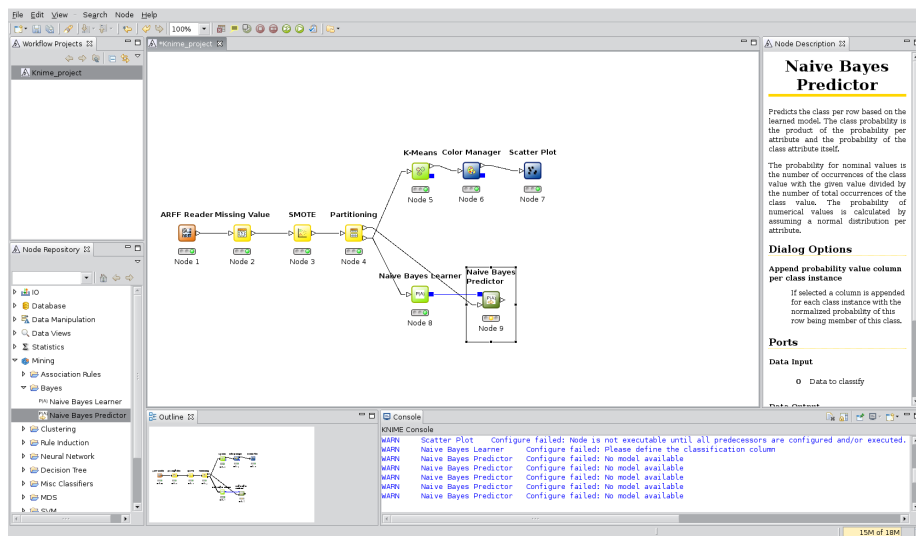 File Edit View Search Node Help
100%
Workflow Projects
Knime_project
*Knime_project
K-Means Color Manager Scatter Plot
Node 5 Node 6 Node 7
ARFF Reader Missing Value SMOTE Partitioning
Node 1 Node 2 Node 3 Node 4
Naive Bayes Learner
Naive Bayes
Predictor
Node 8
Node 9
Node Description
Naive Bayes
Predictor
Predicts the class per row based on the
learned model. The class probability is
the product of the probability per
attribute and the probability of the
class attribute itself.
The probability for nominal values is
the number of occurrences of the class
value with the given value divided by
the number of total occurrences of the
class value. The probability of
numerical values is calculated by
assuming a normal distribution per
attribute.
Dialog Options
Append probability value column
per class instance
If selected a column is appended
for each class instance with the
normalized probability of this
row being member of this class.
Ports
Data Input
0 Data to classify
Data Output
Node Repository
IO
Database
Data Manipulation
Data Views
Statistics
Mining
Association Rules
Bayes
Naive Bayes Learner
Naive Bayes Predictor
Clustering
Rule Induction
Neural Network
Decision Tree
Misc Classifiers
MDS
SVM
Outline
Console
KNIME Console
WARN Scatter Plot Configure failed: Node is not executable until all predecessors are configured and/or executed.
WARN Naive Bayes Learner Configure failed: Please define the classification column
WARN Naive Bayes Predictor Configure failed: No model available
WARN Naive Bayes Predictor Configure failed: No model available
WARN Naive Bayes Predictor Configure failed: No model available
WARN Naive Bayes Predictor Configure failed: No model available
WARN Naive Bayes Predictor Configure failed: No model available
15M of 18M